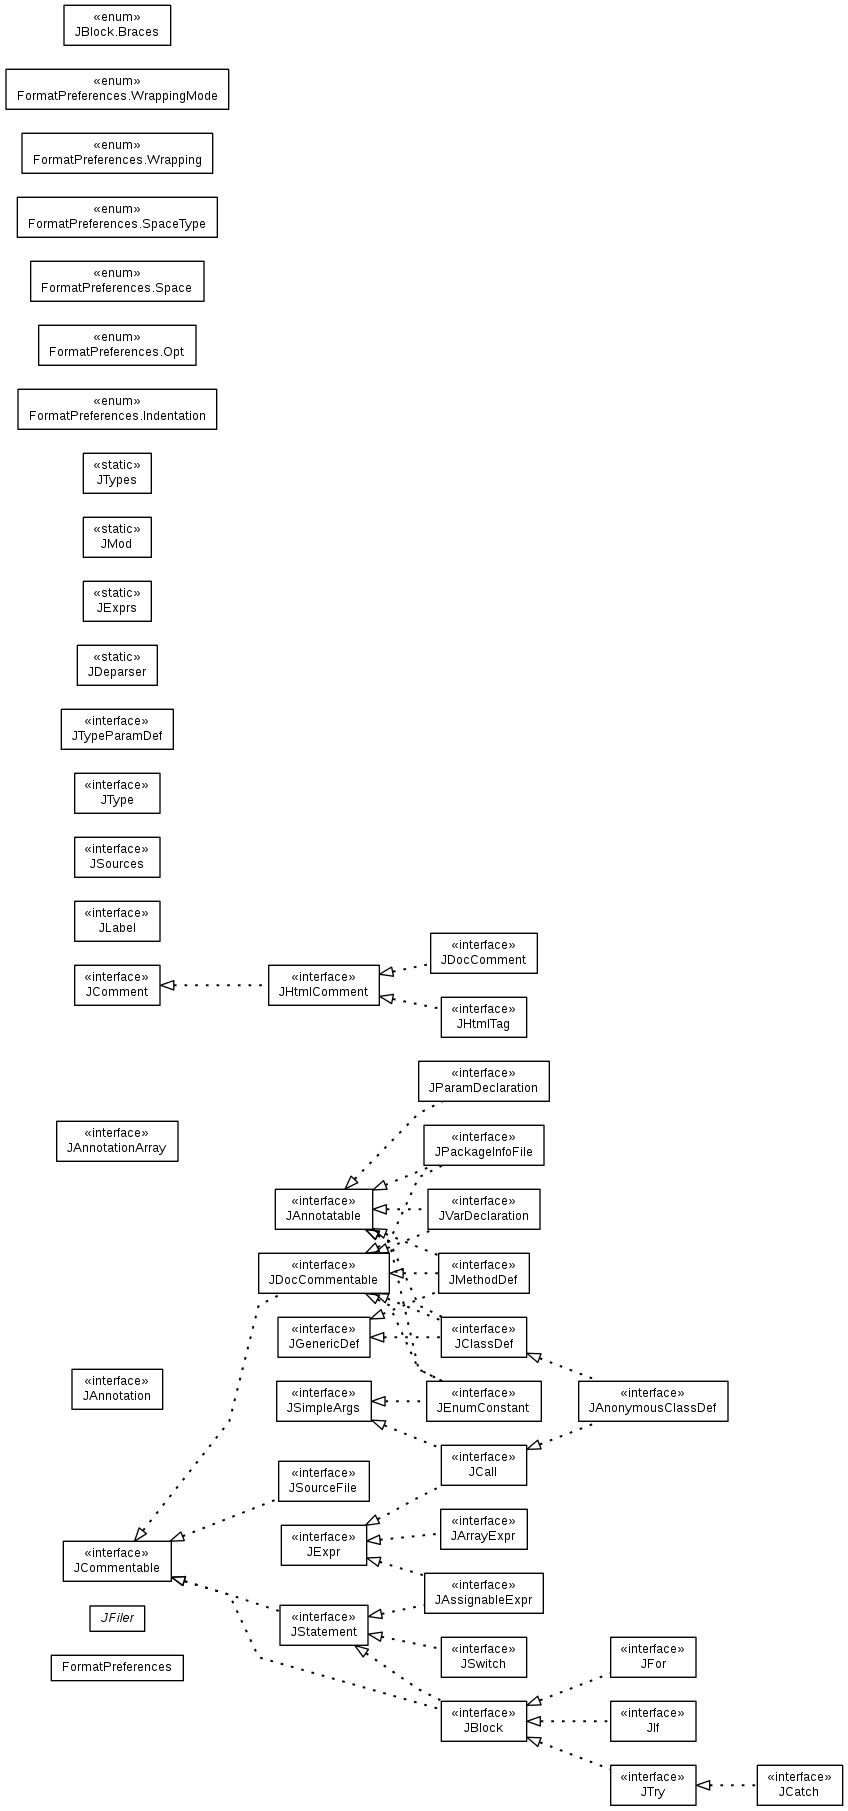 «enum»
JBlock.Braces
«enum»
FormatPreferences.WrappingMode
«enum»
FormatPreferences.Wrapping
«enum»
FormatPreferences.SpaceType
«enum»
FormatPreferences.Space
«enum»
FormatPreferences.Opt
«enum»
FormatPreferences.Indentation
«static»
JTypes
«static»
JMod
«static»
JExprs
«static»
JDeparser
«interface»
JTypeParamDef
«interface»
JType
«interface»
JSources
«interface»
JLabel
«interface»
JComment
«interface»
JHtmlComment
«interface»
JDocComment
«interface»
JHtmlTag
«interface»
JParamDeclaration
«interface»
JAnnotationArray
«interface»
JPackageInfoFile
«interface»
JAnnotatable
«interface»
JVarDeclaration
«interface»
JDocCommentable
«interface»
JMethodDef
«interface»
JGenericDef
«interface»
JClassDef
«interface»
JAnnotation
«interface»
JSimpleArgs
«interface»
JEnumConstant
«interface»
JAnonymousClassDef
«interface»
JCall
«interface»
JSourceFile
«interface»
JExpr
«interface»
JArrayExpr
«interface»
JCommentable
«interface»
JAssignableExpr
JFiler
«interface»
JStatement
«interface»
JSwitch
FormatPreferences
«interface»
JFor
«interface»
JBlock
«interface»
JIf
«interface»
JTry
«interface»
JCatch